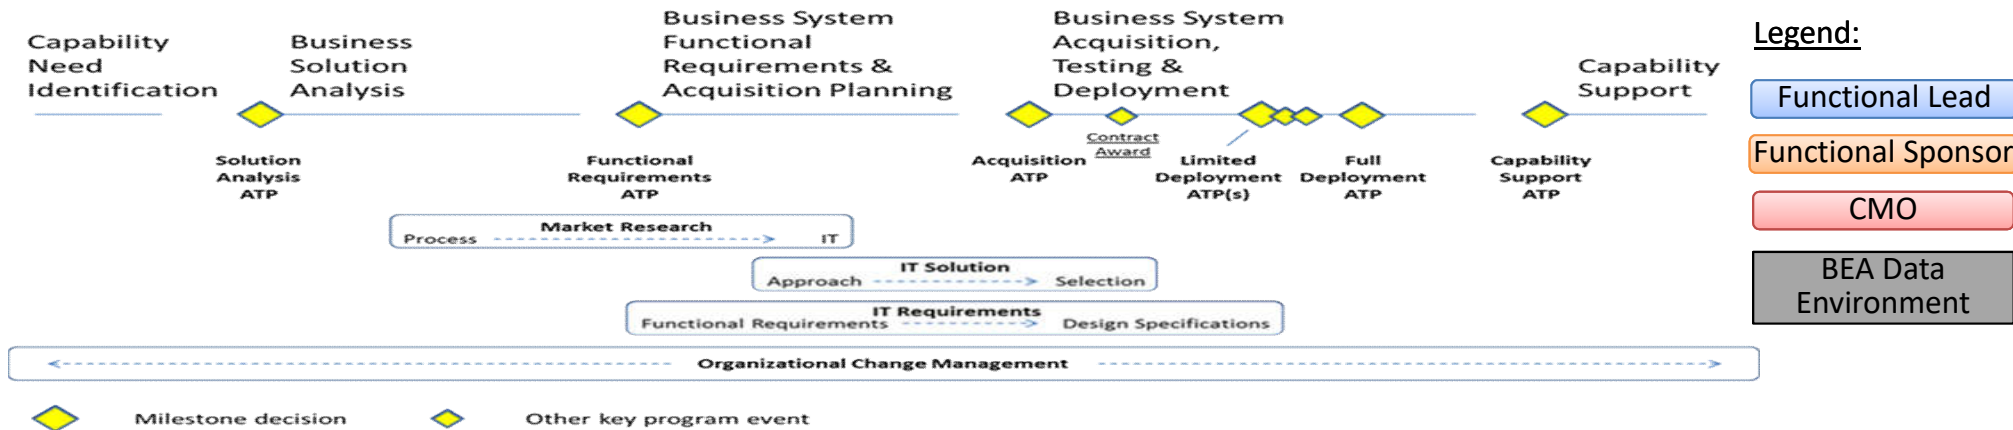 Capability
Need
Identification
Business
Solution
Analysis
Business System
Functional
Requirements &
Acquisition Planning
Business System
Acquisition,
Testing &
Deployment
Capability
Support
Contract
Award
Solution
Analysis
ATP
Functional
Requirements
ATP
Acquisition
ATP
Limited
Deployment
ATP(s)
Full
Deployment
ATP
Capability
Support
ATP
Market Research
Process
IT
IT Solution
Approach
Selection
IT Requirements
Functional Requirements
Design Specifications
Organizational Change Management
Milestone decision
Other key program event
Legend:
Functional Lead
Functional Sponsor
CMO
BEA Data
Environment